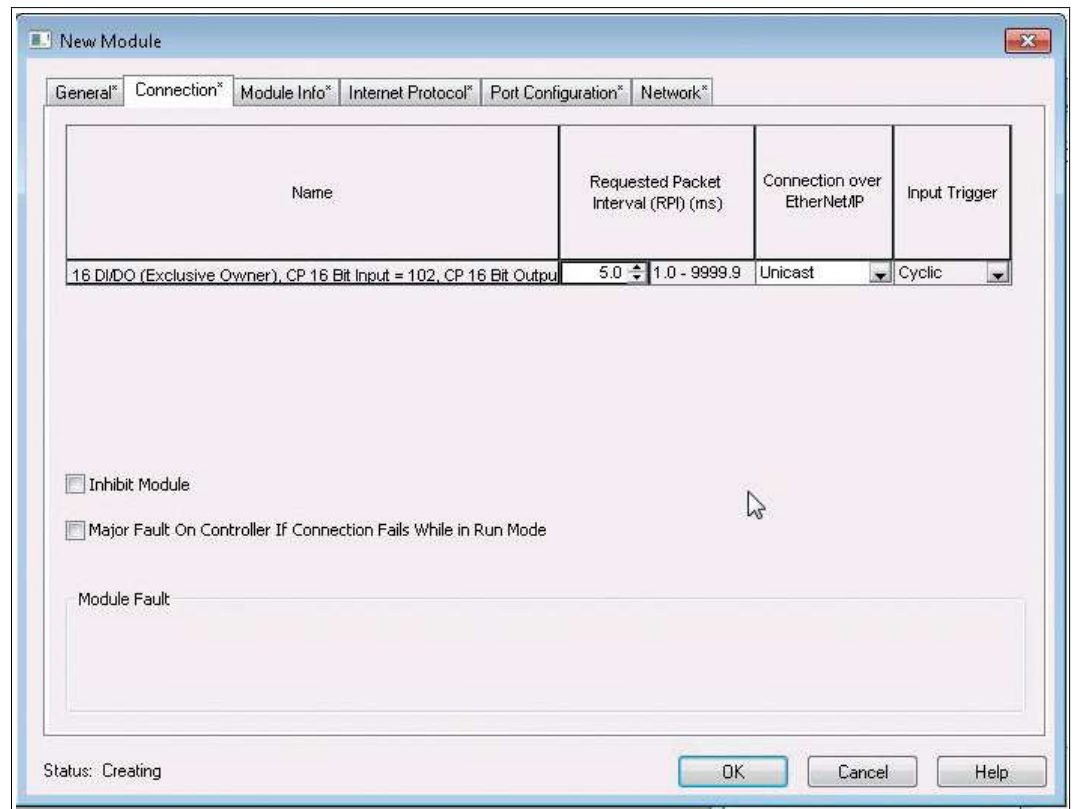 New Module
General* Connection* Module Info* Internet Protocol* Port Configuration* Network*
Name
Requested Packet
Interval (RPI) (ms)
Connection over
EtherNet/IP
Input Trigger
16 DI/DO (Exclusive Owner), CP 16 Bit Input = 102, CP 16 Bit Outpu 5.0 1.0 - 9999.9 Unicast Cyclic
Inhibit Module
Major Fault On Controller If Connection Fails While in Run Mode
Module Fault
Status: Creating OK Cancel Help